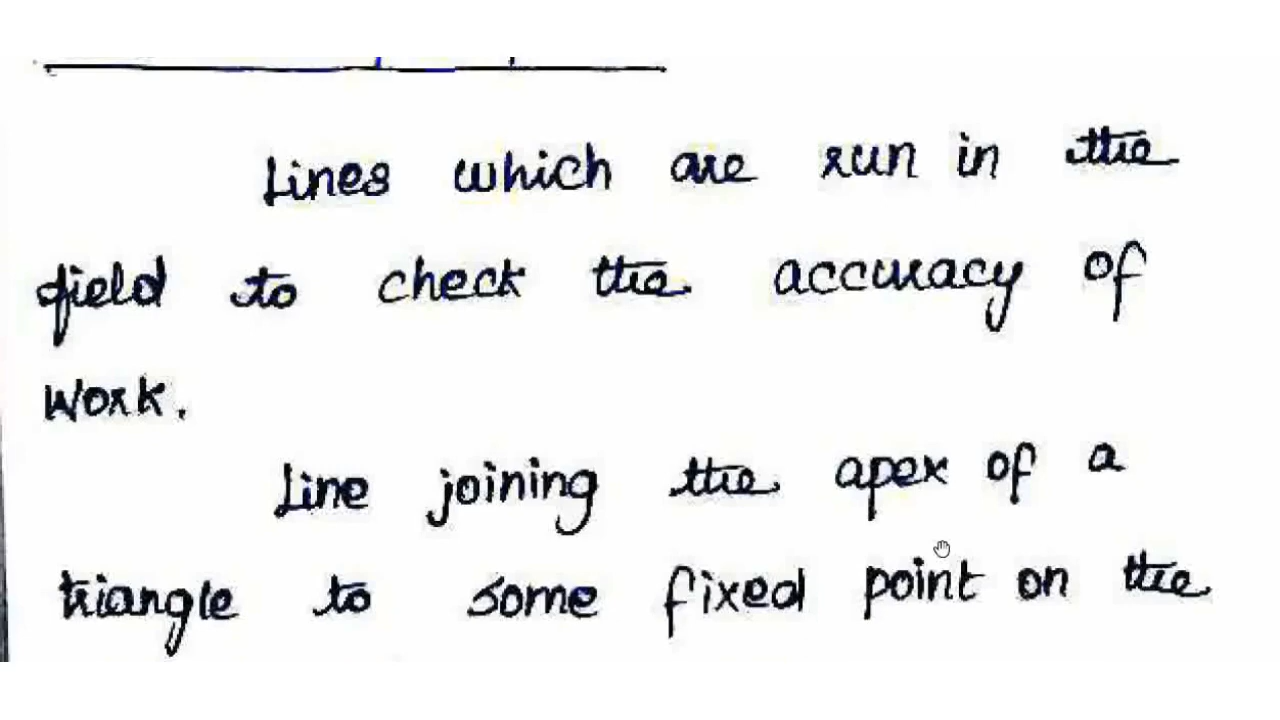 Lines which are run in the
field to check the accuracy of
work.
Line joining the apex of a
triangle to some fixed point on the